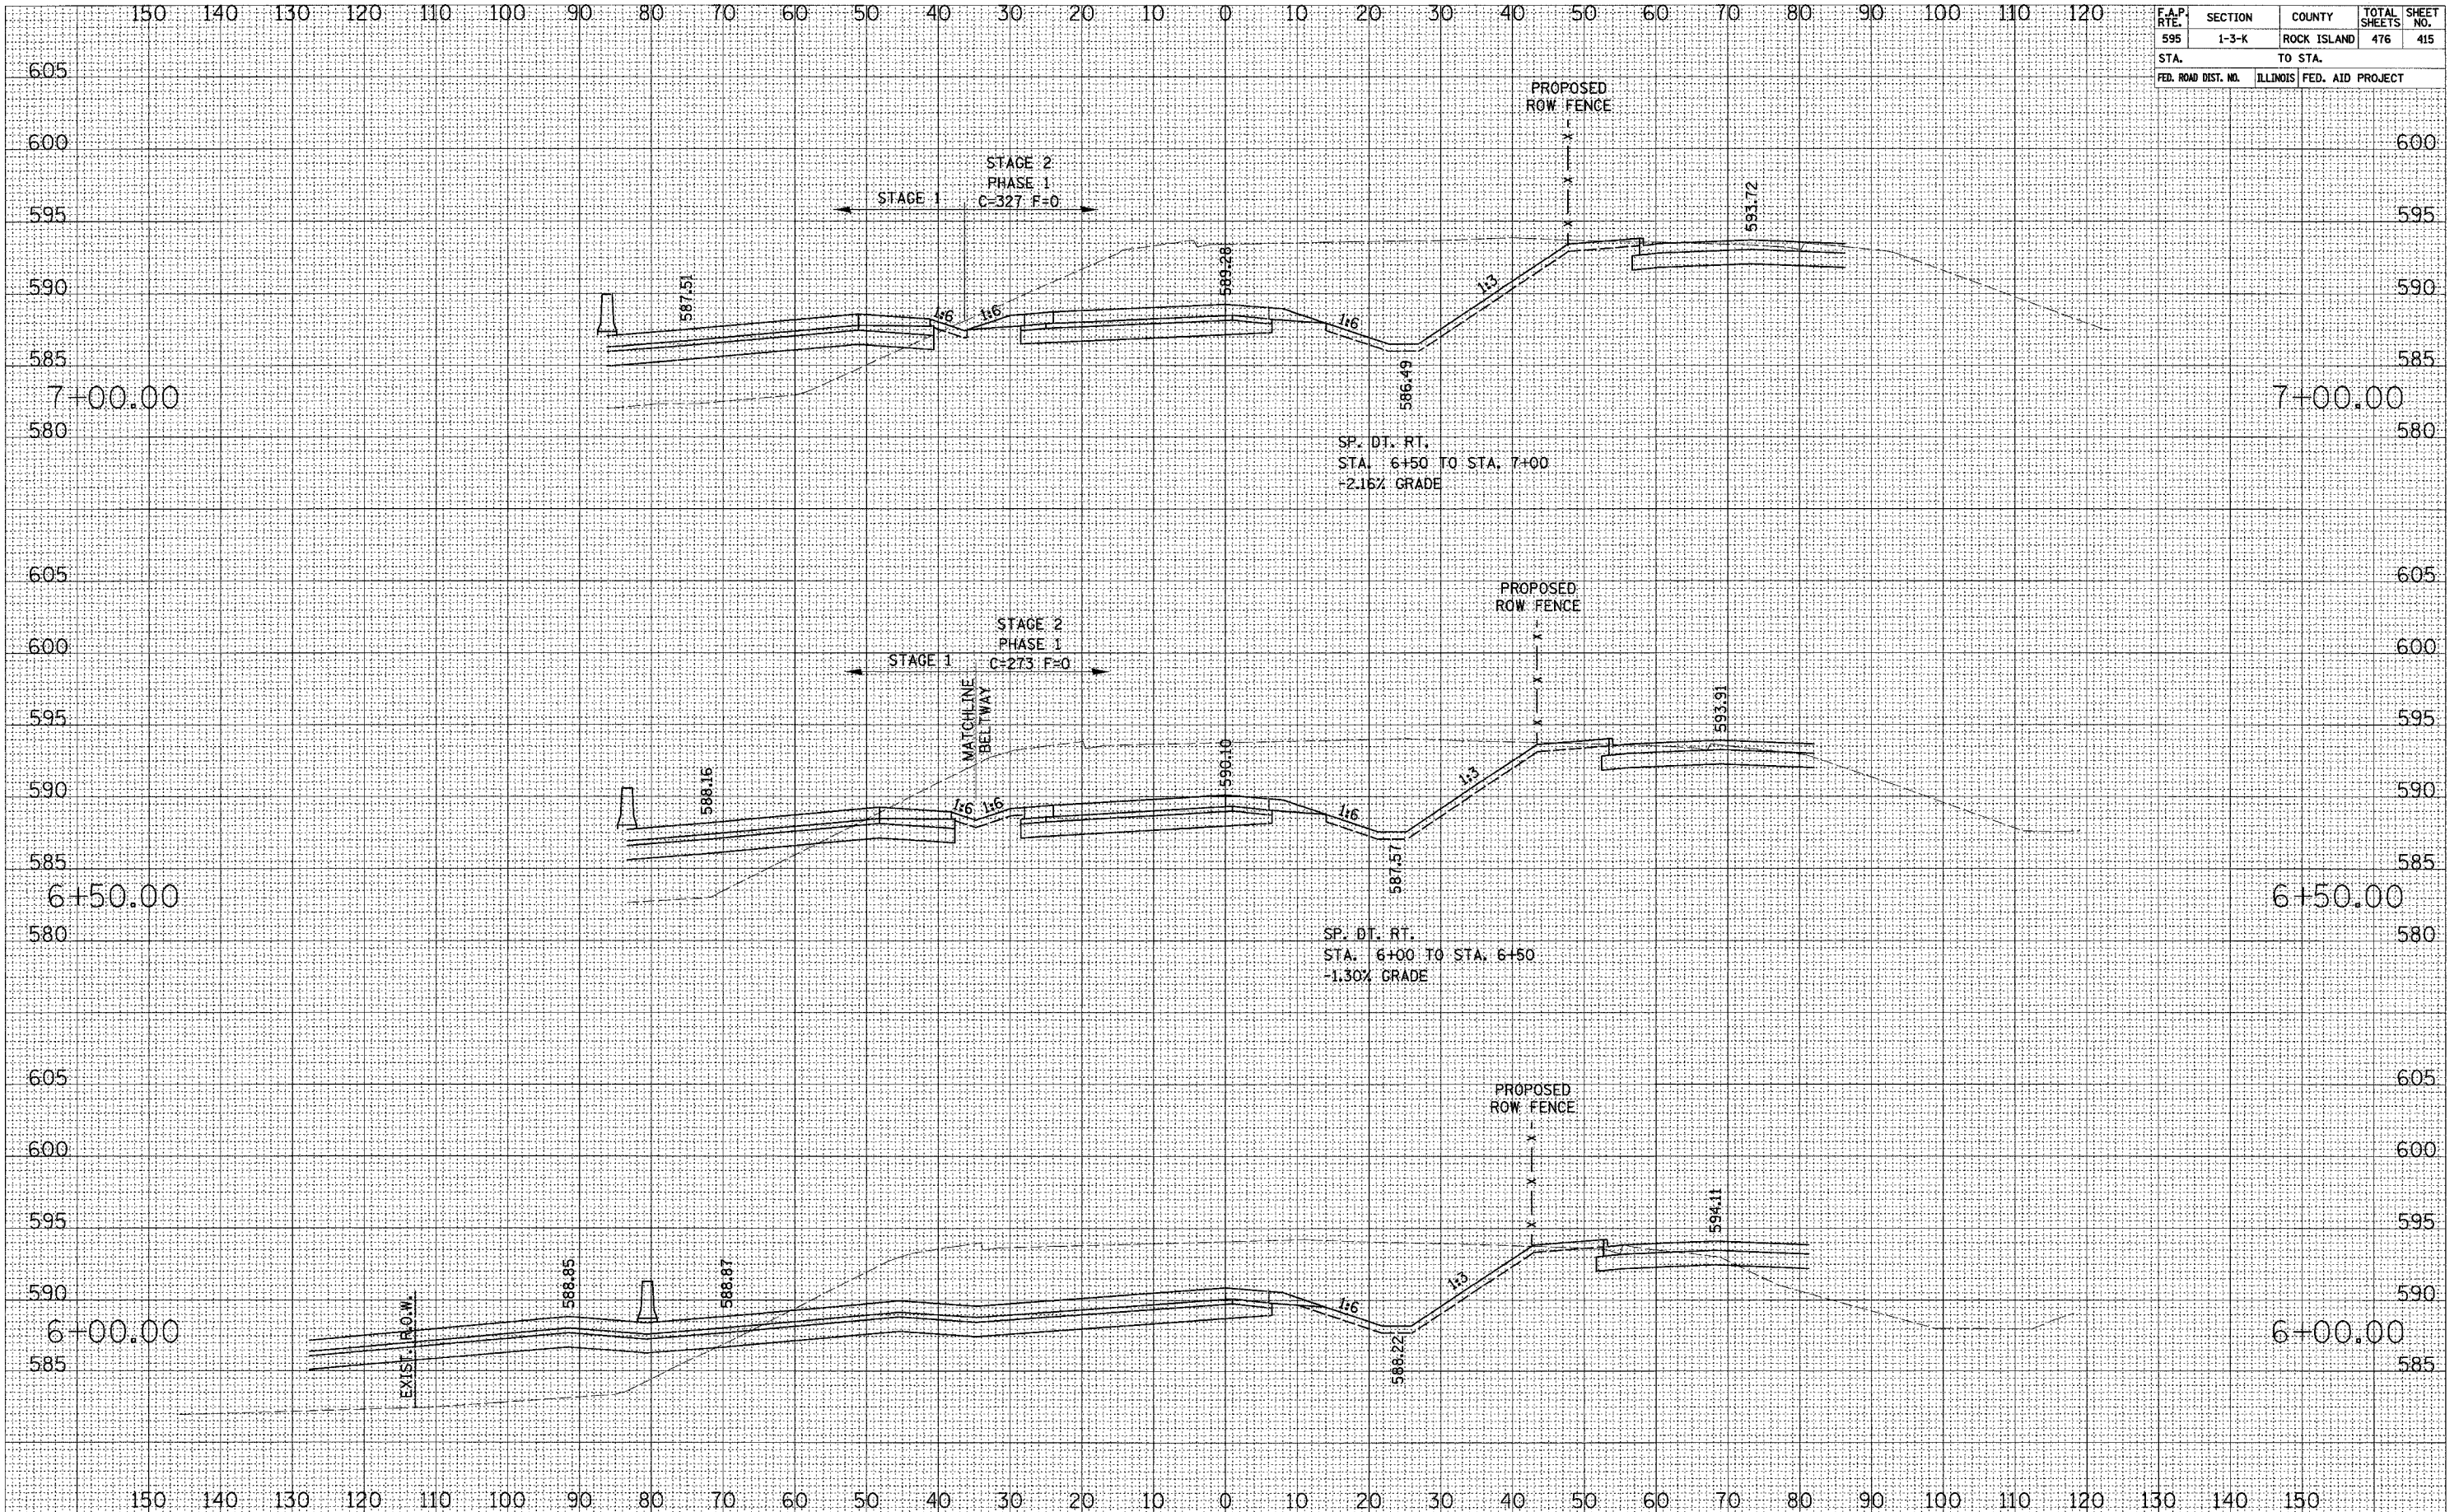 150 140 130 120 110 100 90 80 70 60 50 40 30 20 10 0 10 20 30 40 50 60 70 80 90 100 110 120
F.A.P. RTE. SECTION COUNTY TOTAL SHEETS SHEET NO.
595 1-3-K ROCK ISLAND 476 415
STA. TO STA.
FED. ROAD DIST. NO. ILLINOIS FED. AID PROJECT
605
PROPOSED
ROW FENCE
600 600
STAGE 2
PHASE 1
STAGE 1 C=327 F=0
595 595
593.72
590 590
587.51
589.28
1:6 1:6 1:6 1:3
585 585
586.49
7+00.00 7+00.00
580 580
SP. DT. RT.
STA. 6+50 TO STA. 7+00
-2.16% GRADE
605 605
PROPOSED
ROW FENCE
600 600
STAGE 2
PHASE 1
STAGE 1 C=273 F=0
MATCHLINE
BELTWAY
595 595
593.91
590 590
588.16
590.10
1:6 1:6 1:6 1:3
585 585
587.57
6+50.00 6+50.00
580 580
SP. DT. RT.
STA. 6+00 TO STA. 6+50
-1.30% GRADE
605 605
PROPOSED
ROW FENCE
600 600
595 595
594.11
590 590
588.85
588.87
1:6 1:3
6+00.00 6+00.00
EXIST. R.O.W.
585 585
588.22
150 140 130 120 110 100 90 80 70 60 50 40 30 20 10 0 10 20 30 40 50 60 70 80 90 100 110 120 130 140 150